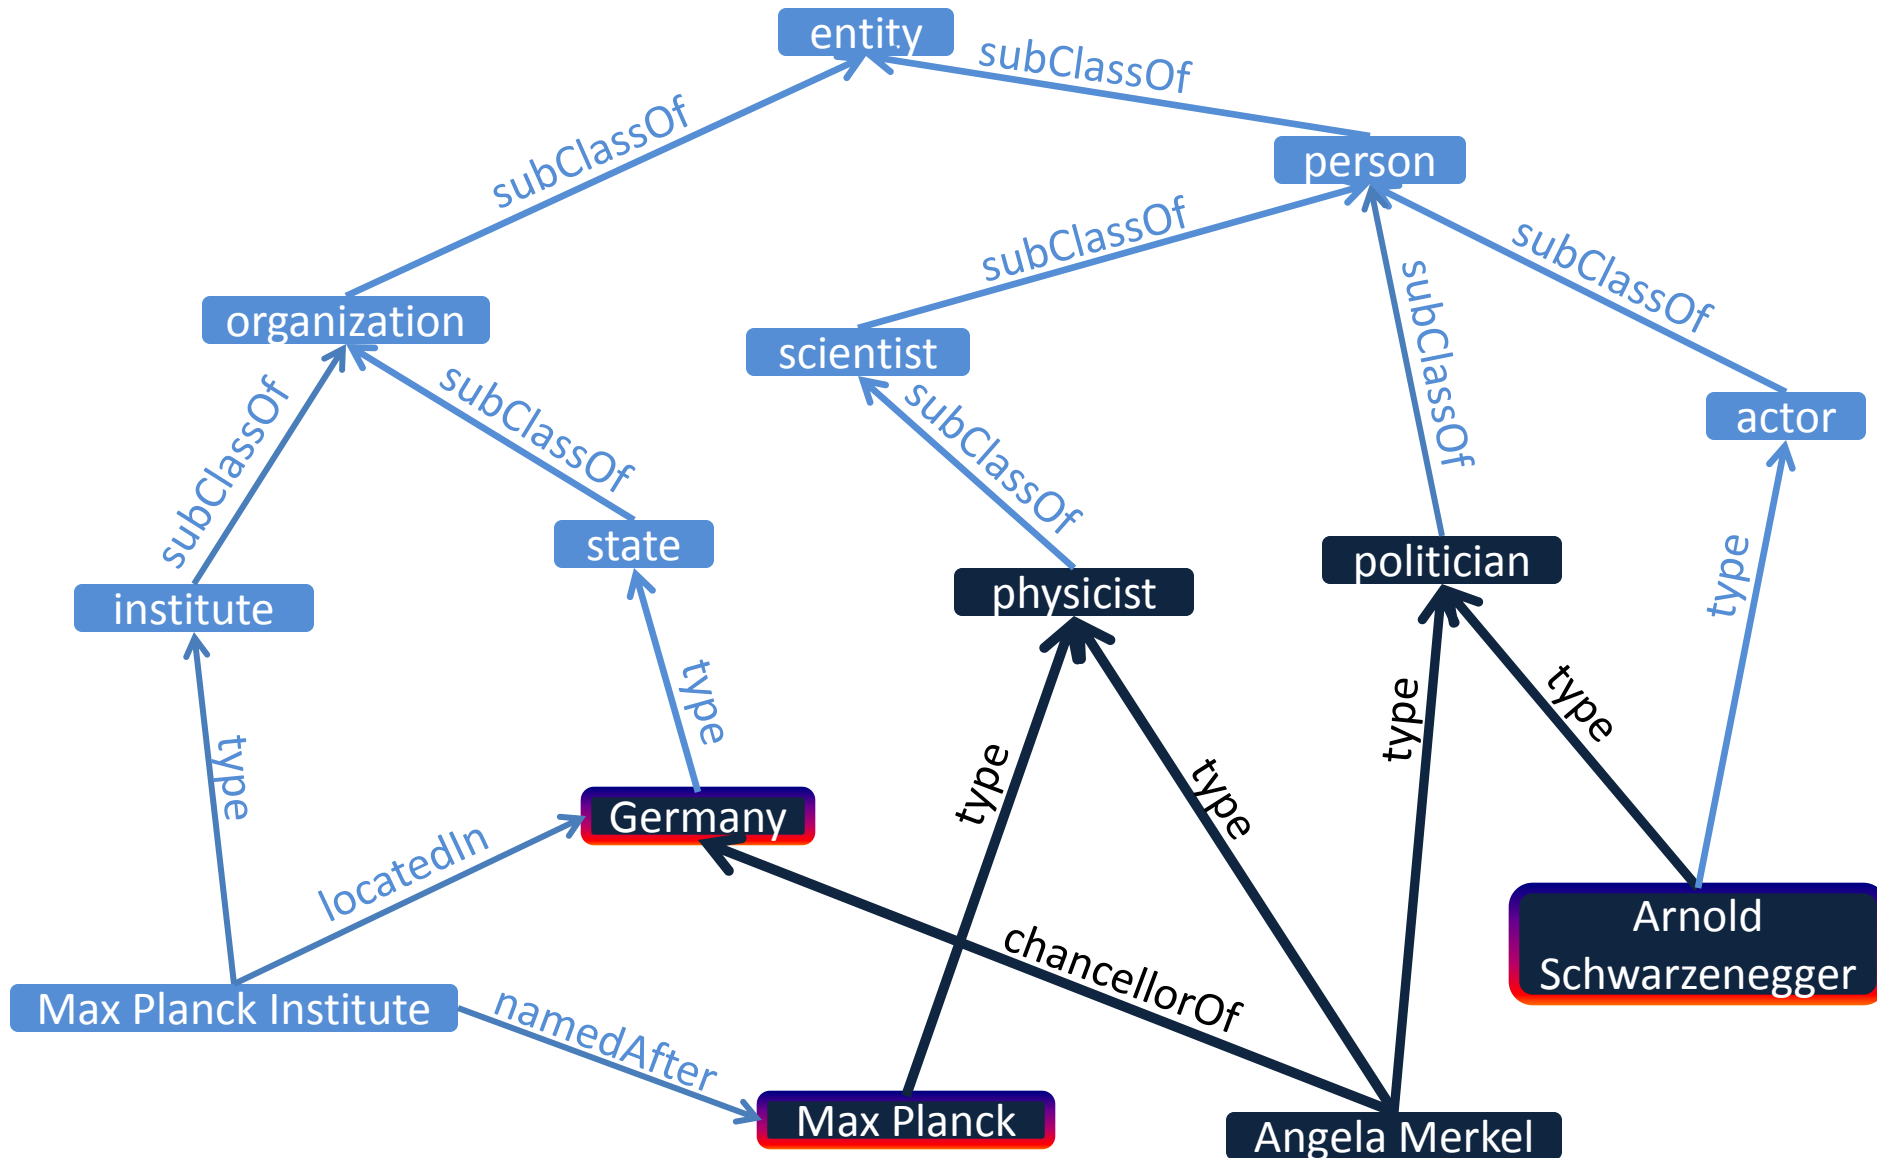 entity
subClassOf
subClassOf
person
subClassOf
subClassOf
subClassOf
organization
scientist
subClassOf
subClassOf
subClassOf
actor
state
politician
type
institute
physicist
type
type
type
type
type
type
Germany
locatedIn
chancellorOf
Arnold
Schwarzenegger
Max Planck Institute
namedAfter
Max Planck
Angela Merkel